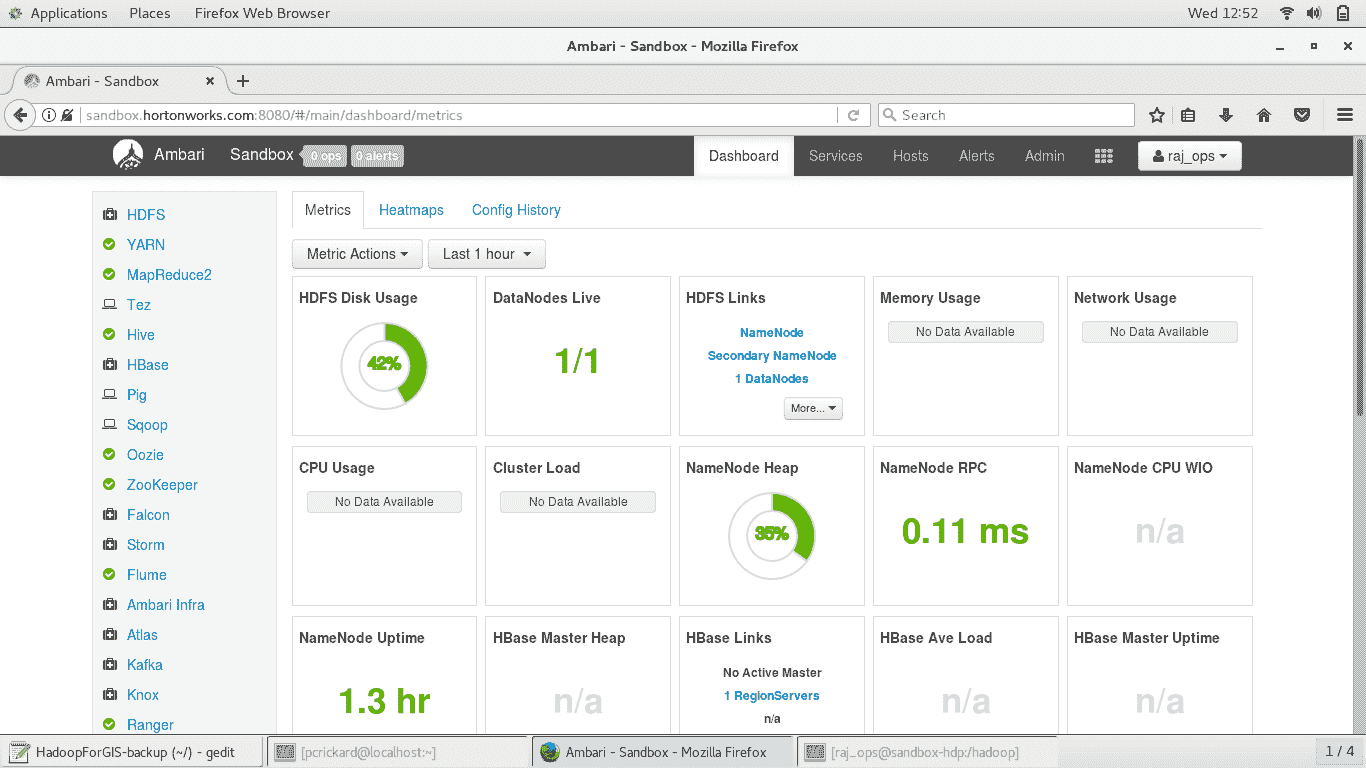 Applications Places Firefox Web Browser Wed 12:52
Ambari - Sandbox - Mozilla Firefox
Ambari - Sandbox
sandbox.hortonworks.com:8080/#/main/dashboard/metrics Search
Ambari Sandbox 0 ops 0 alerts Dashboard Services Hosts Alerts Admin raj_ops
HDFS
YARN
MapReduce2
Tez
Hive
HBase
Pig
Sqoop
Oozie
ZooKeeper
Falcon
Storm
Flume
Ambari Infra
Atlas
Kafka
Knox
Ranger
Metrics Heatmaps Config History
Metric Actions Last 1 hour
HDFS Disk Usage
42%
DataNodes Live
1/1
HDFS Links
NameNode
Secondary NameNode
1 DataNodes
More...
Memory Usage
No Data Available
Network Usage
No Data Available
CPU Usage
No Data Available
Cluster Load
No Data Available
NameNode Heap
35%
NameNode RPC
0.11 ms
NameNode CPU WIO
n/a
NameNode Uptime
1.3 hr
HBase Master Heap
n/a
HBase Links
No Active Master
1 RegionServers
n/a
HBase Ave Load
n/a
HBase Master Uptime
n/a
HadoopForGIS-backup (~/) - gedit [pcrickard@localhost:~] Ambari - Sandbox - Mozilla Firefox [raj_ops@sandbox-hdp:/hadoop] 1 / 4